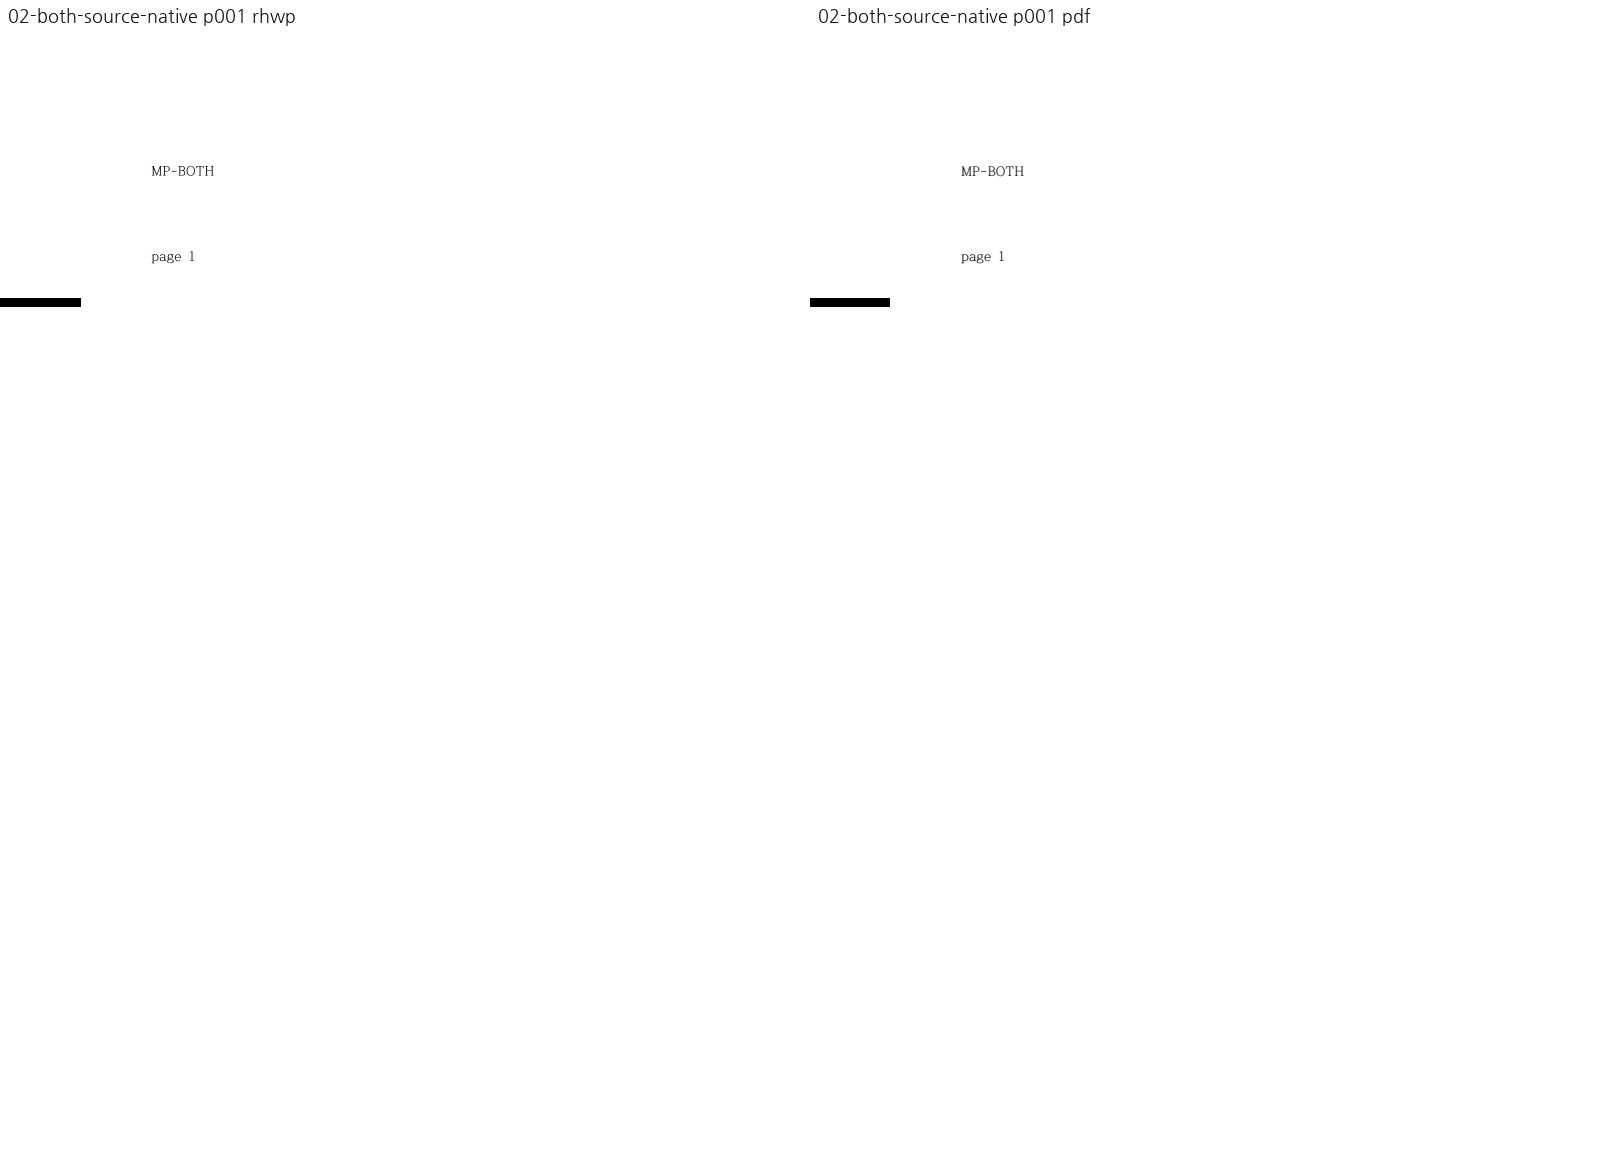 02-both-source-native p001 rhwp
MP-BOTH
page 1
02-both-source-native p001 pdf
MP-BOTH
page 1